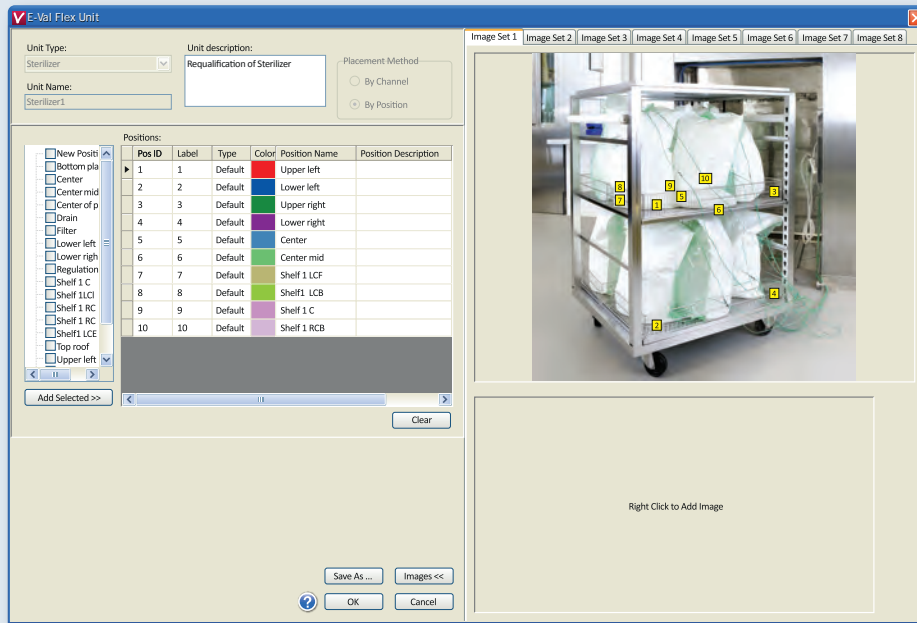 E-Val Flex Unit
Unit Type:
Sterilizer
Unit Name:
Sterilizer1
Unit description:
Requalification of Sterilizer
Placement Method
By Channel
By Position
New Positi
Bottom pla
Center
Center mid
Center of p
Drain
Filter
Lower left
Lower righ
Regulation
Shelf 1 C
Shelf 1LCl
Shelf 1 RC
Shelf 1 RC
Shelf1 LCE
Top roof
Upper left
Add Selected >>
Positions:
Pos ID Label Type Color Position Name Position Description
1 1 Default Upper left
2 2 Default Lower left
3 3 Default Upper right
4 4 Default Lower right
5 5 Default Center
6 6 Default Center mid
7 7 Default Shelf 1 LCF
8 8 Default Shelf1 LCB
9 9 Default Shelf 1 C
10 10 Default Shelf 1 RCB
Clear
Save As ... Images <<
? OK Cancel
Image Set 1 Image Set 2 Image Set 3 Image Set 4 Image Set 5 Image Set 6 Image Set 7 Image Set 8
10
8 9 3
7 1 5 6
4
2
Right Click to Add Image